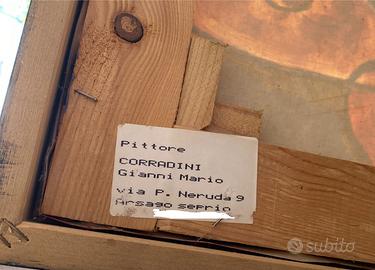 Pittore
CORRADINI
Gianni Mario
via P. Neruda 9
Arsago seprio
subito